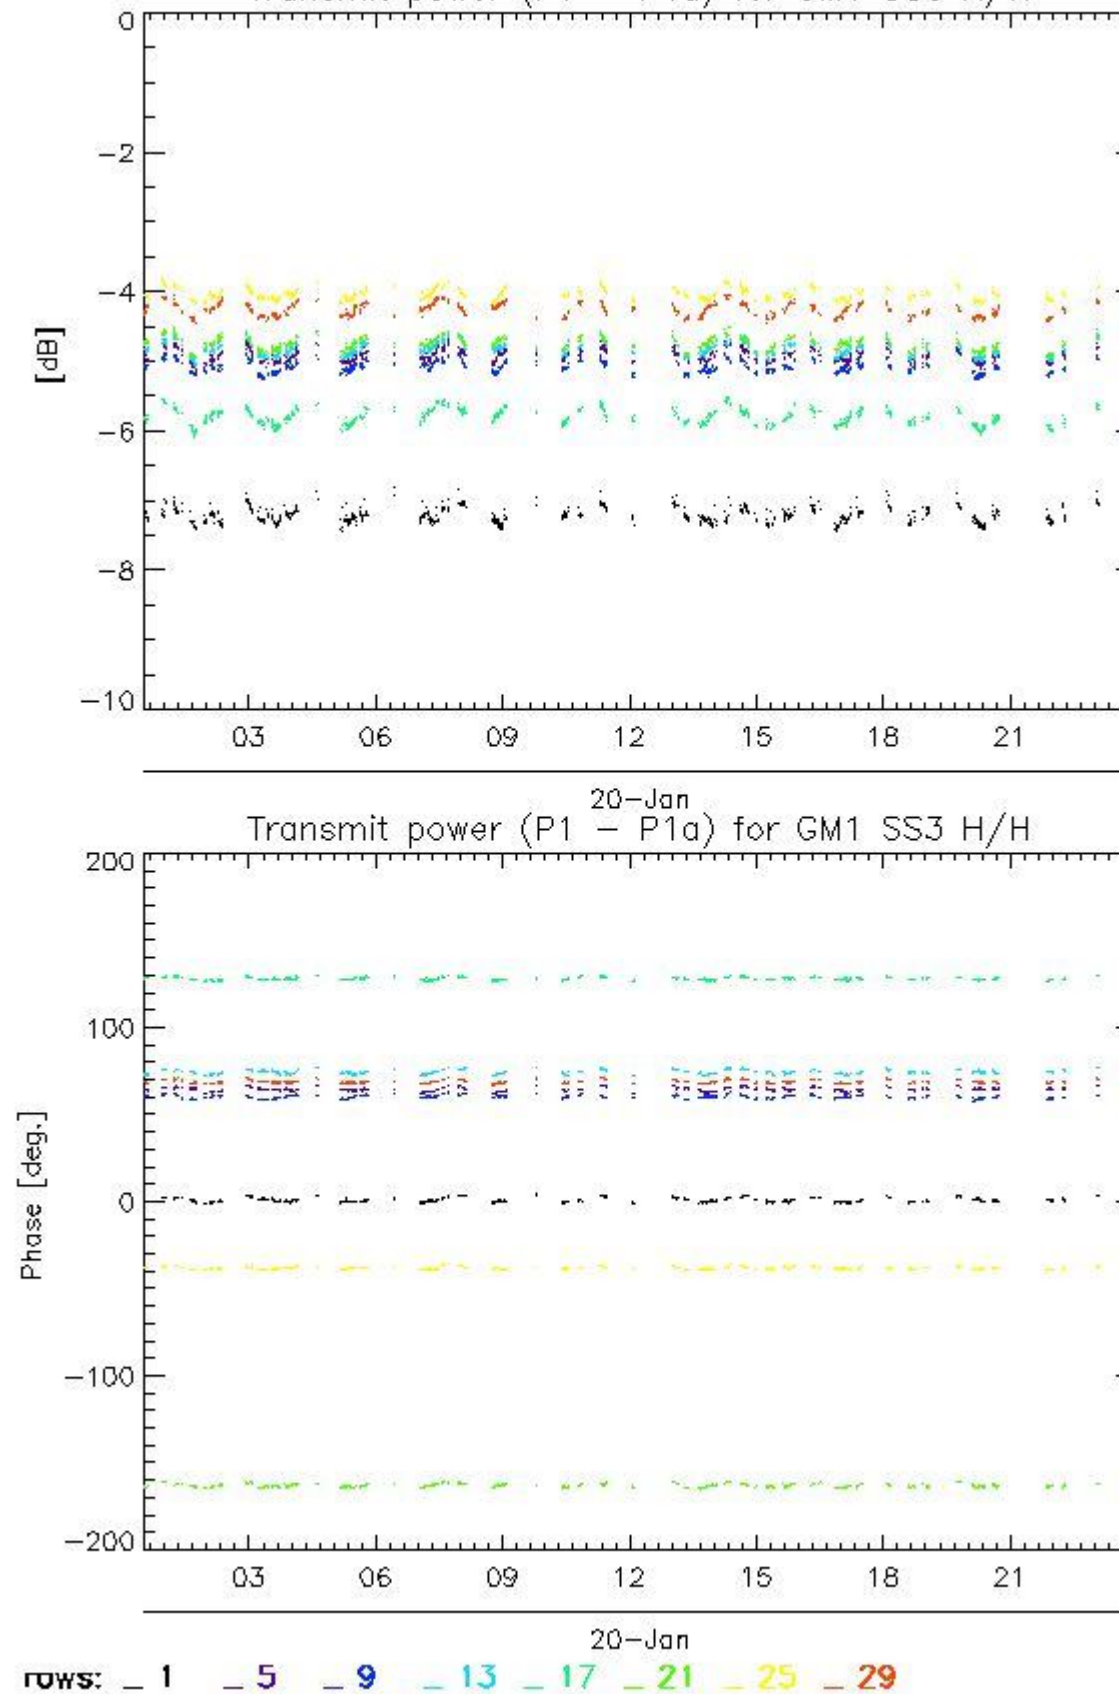 0
-2
-4
-6
-8
-10
[dB]
03 06 09 12 15 18 21
20-Jan
Transmit power (P1 - P1a) for GM1 SS3 H/H
200
100
0
-100
-200
Phase [deg.]
03 06 09 12 15 18 21
20-Jan
rows: _ 1 _ 5 _ 9 _ 13 _ 17 _ 21 _ 25 _ 29